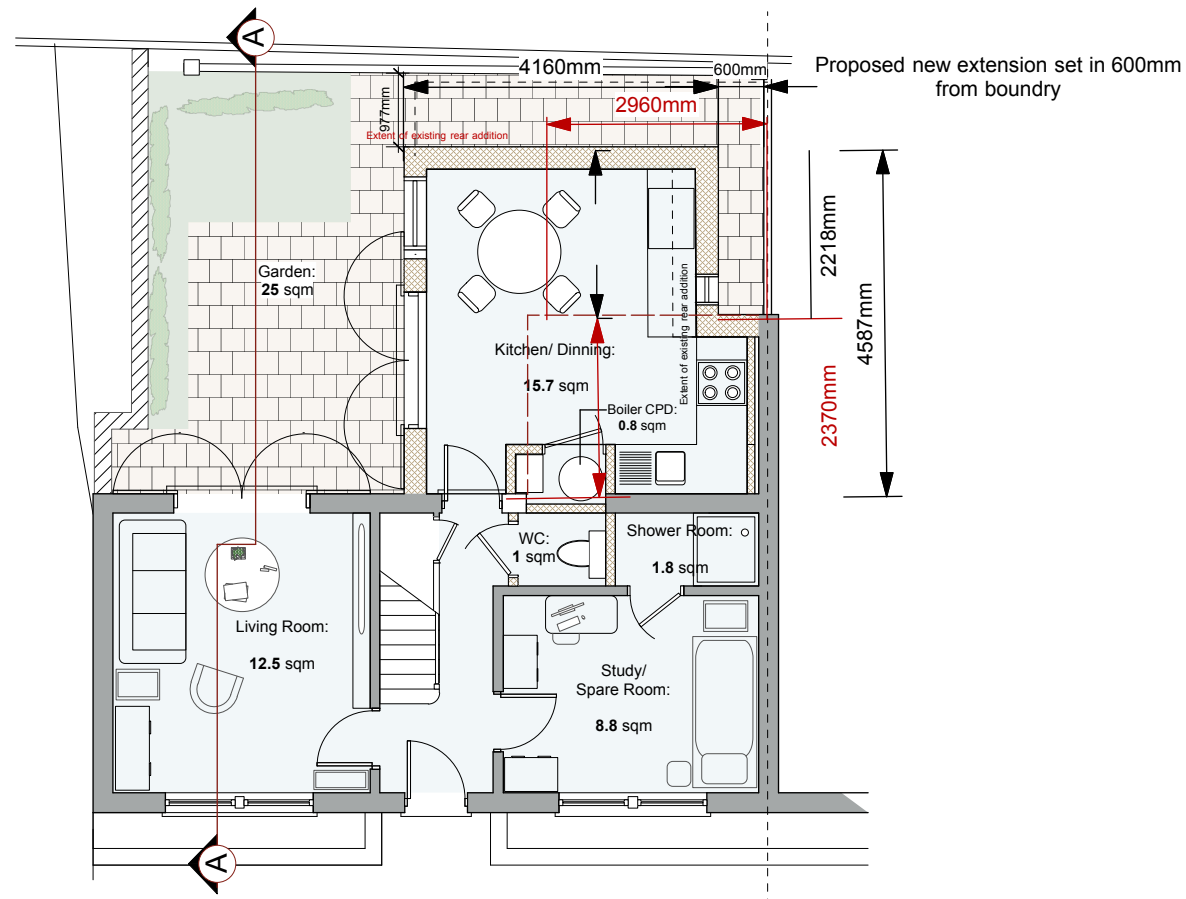 A
4160mm
600mm
Proposed new extension set in 600mm
from boundry
977mm
2960mm
Extent of existing rear addition
2218mm
4587mm
2370mm
Garden:
25 sqm
Extent of existing rear addition
Kitchen/ Dinning:
15.7 sqm
Boiler CPD:
0.8 sqm
WC:
1 sqm
Shower Room:
1.8 sqm
Living Room:
12.5 sqm
Study/
Spare Room:
8.8 sqm
A